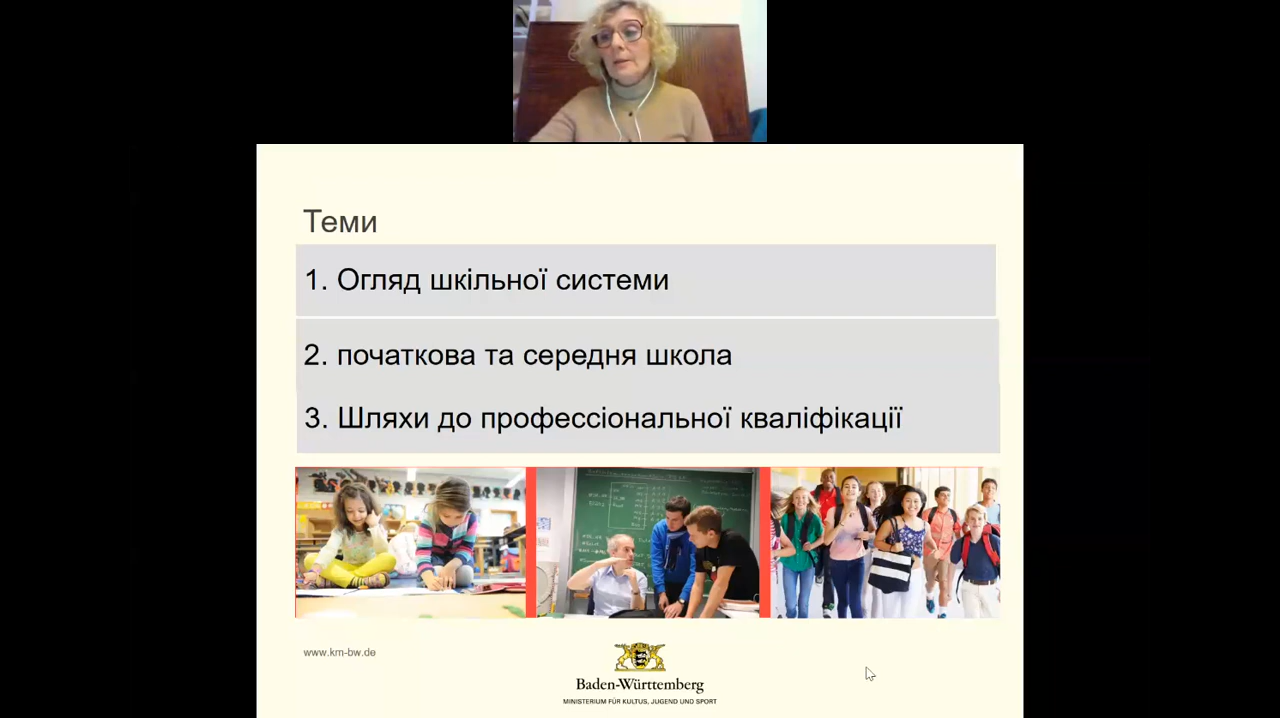 Теми
1. Огляд шкільної системи
2. початкова та середня школа
3. Шляхи до профессіональної кваліфікації
www.km-bw.de
Baden-Württemberg
MINISTERIUM FÜR KULTUS, JUGEND UND SPORT